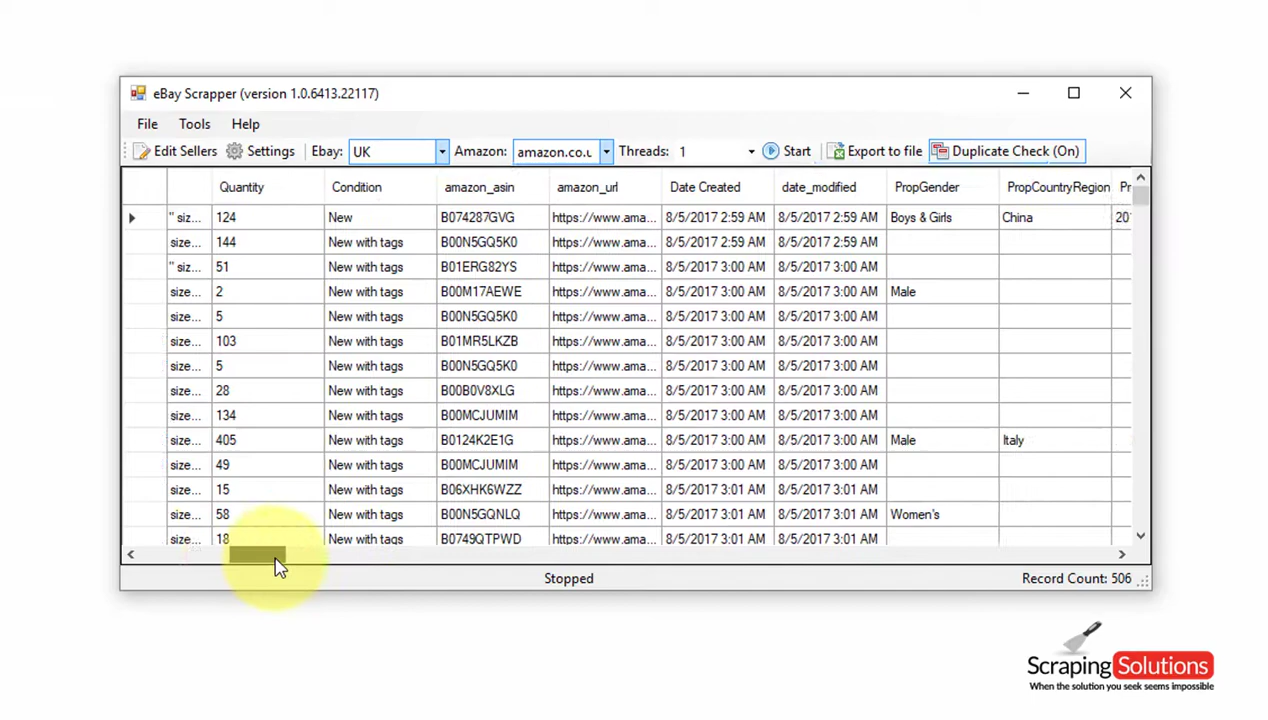 eBay Scrapper (version 1.0.6413.22117)
File Tools Help
Edit Sellers Settings Ebay: UK Amazon: amazon.co.u Threads: 1 Start Export to file Duplicate Check (On)
Quantity Condition amazon_asin amazon_url Date Created date_modified PropGender PropCountryRegion Pr
" siz... 124 New B074287GVG https://www.ama... 8/5/2017 2:59 AM 8/5/2017 2:59 AM Boys & Girls China 20
size... 144 New with tags B00N5GQ5K0 https://www.ama... 8/5/2017 2:59 AM 8/5/2017 2:59 AM
" siz... 51 New with tags B01ERG82YS https://www.ama... 8/5/2017 3:00 AM 8/5/2017 3:00 AM
size... 2 New with tags B00M17AEWE https://www.ama... 8/5/2017 3:00 AM 8/5/2017 3:00 AM Male
size... 5 New with tags B00N5GQ5K0 https://www.ama... 8/5/2017 3:00 AM 8/5/2017 3:00 AM
size... 103 New with tags B01MR5LKZB https://www.ama... 8/5/2017 3:00 AM 8/5/2017 3:00 AM
size... 5 New with tags B00N5GQ5K0 https://www.ama... 8/5/2017 3:00 AM 8/5/2017 3:00 AM
size... 28 New with tags B00B0V8XLG https://www.ama... 8/5/2017 3:00 AM 8/5/2017 3:00 AM
size... 134 New with tags B00MCJUMIM https://www.ama... 8/5/2017 3:00 AM 8/5/2017 3:00 AM
size... 405 New with tags B0124K2E1G https://www.ama... 8/5/2017 3:00 AM 8/5/2017 3:00 AM Male Italy
size... 49 New with tags B00MCJUMIM https://www.ama... 8/5/2017 3:01 AM 8/5/2017 3:01 AM
size... 15 New with tags B06XHK6WZZ https://www.ama... 8/5/2017 3:01 AM 8/5/2017 3:01 AM
size... 58 New with tags B00N5GQNLQ https://www.ama... 8/5/2017 3:01 AM 8/5/2017 3:01 AM Women's
size... 18 New with tags B0749QTPWD https://www.ama... 8/5/2017 3:01 AM 8/5/2017 3:01 AM
Stopped Record Count: 506
Scraping Solutions
When the solution you seek seems impossible